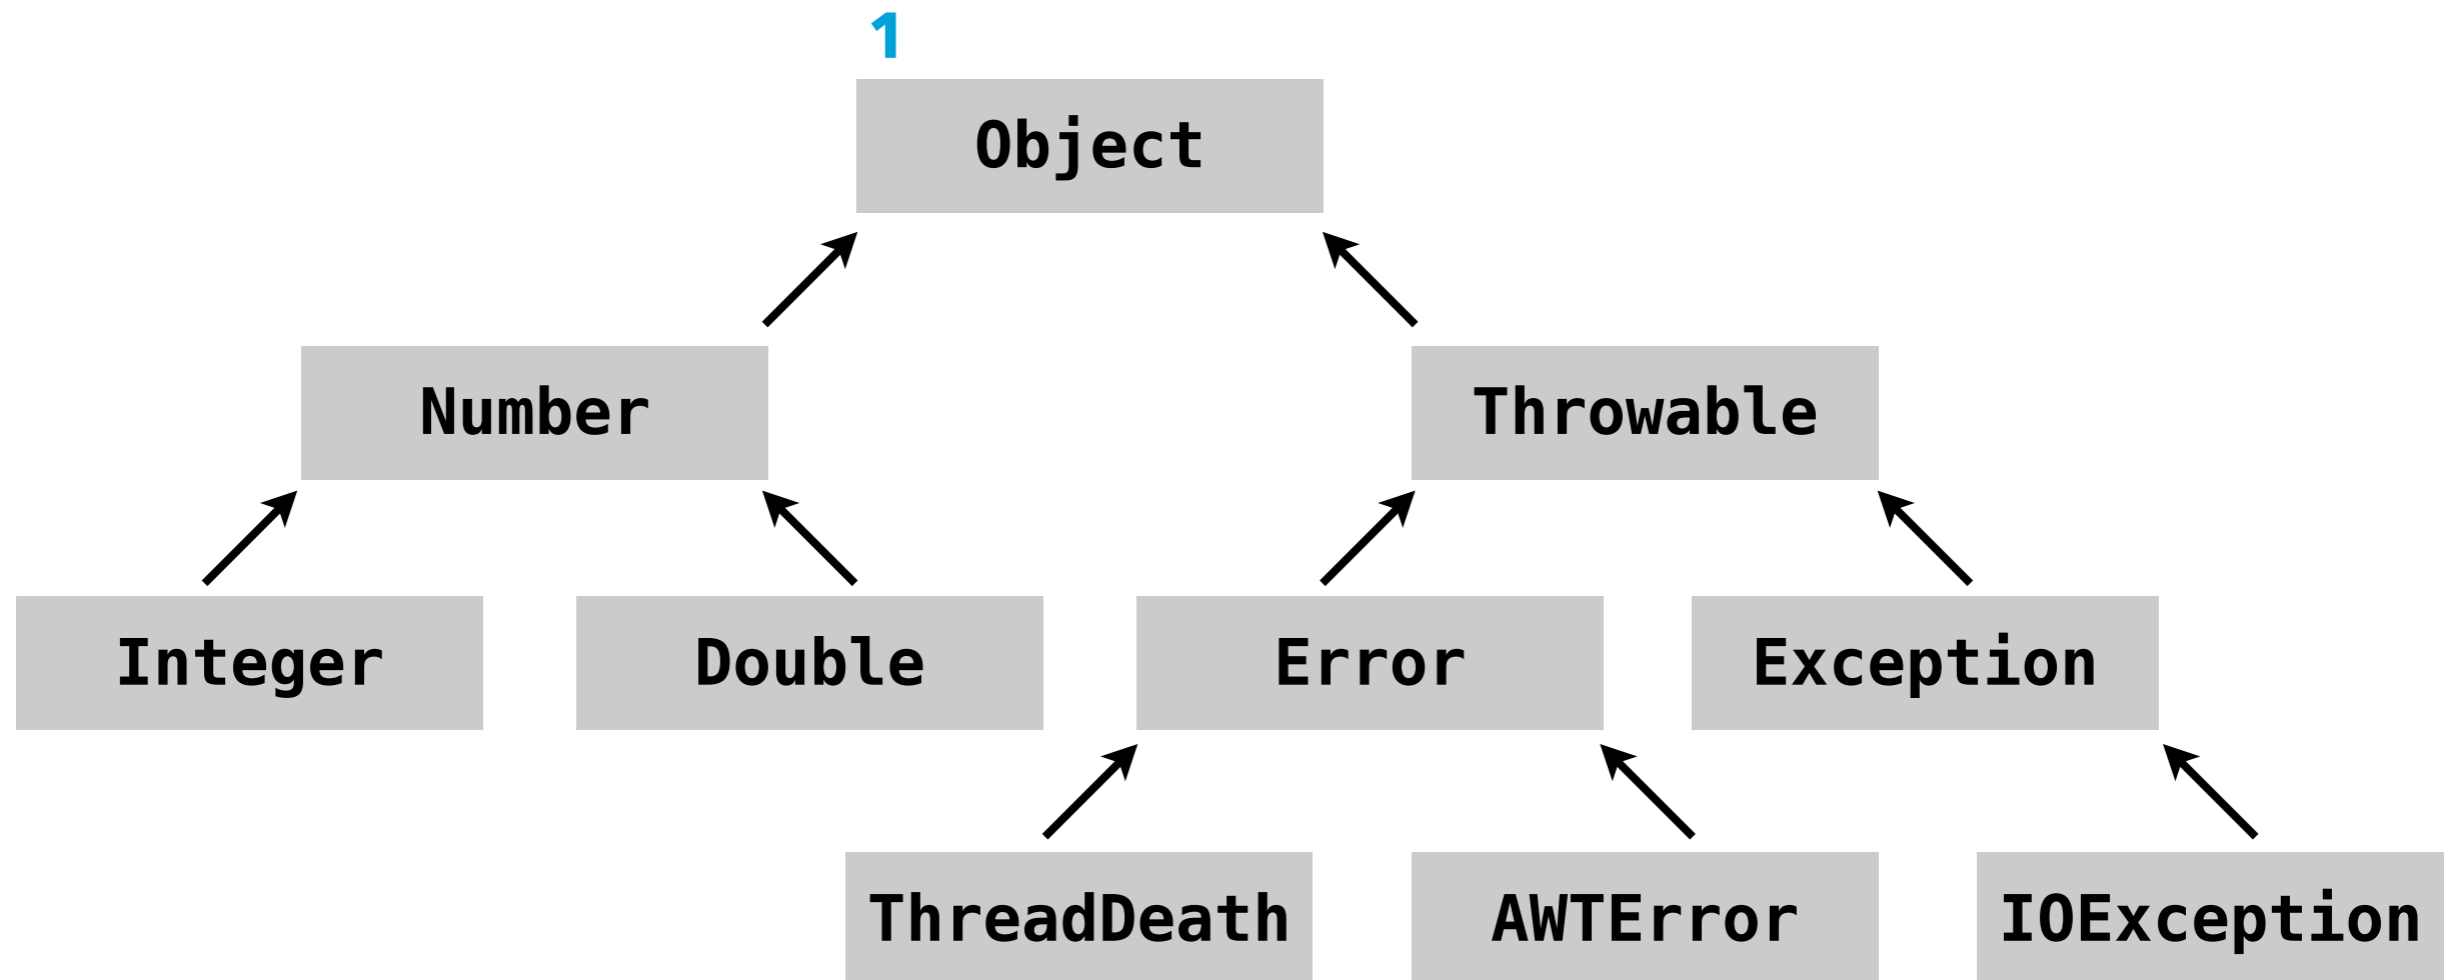 1
Object
Number
Throwable
Integer
Double
Error
Exception
ThreadDeath
AWTError
IOException